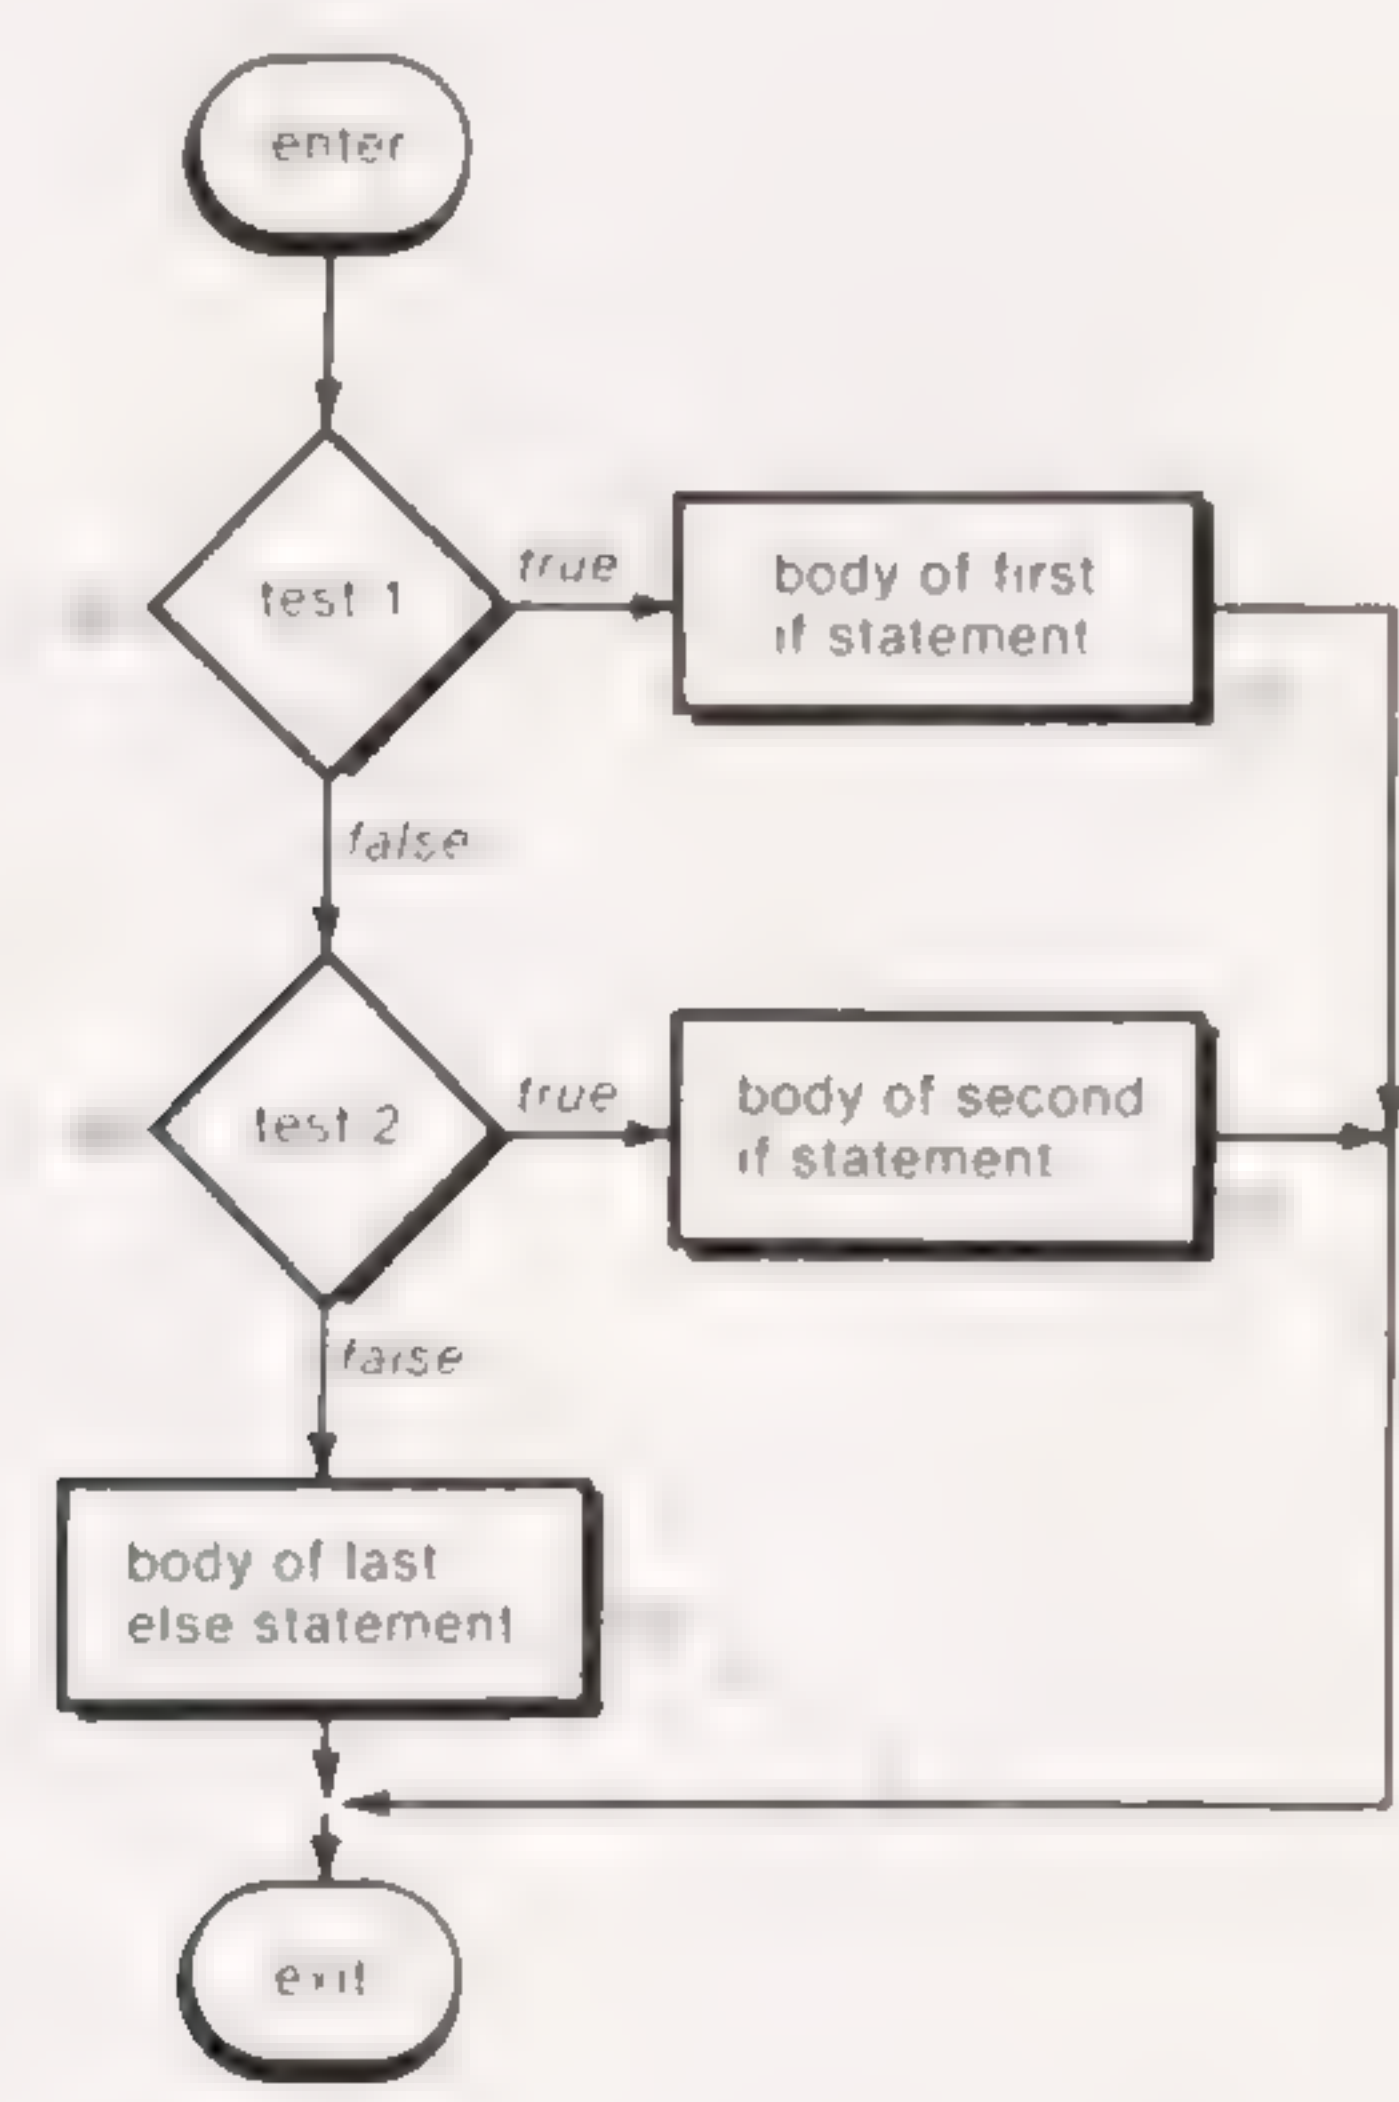 enter
test 1
true
body of first
if statement
false
test 2
true
body of second
if statement
false
body of last
else statement
exit